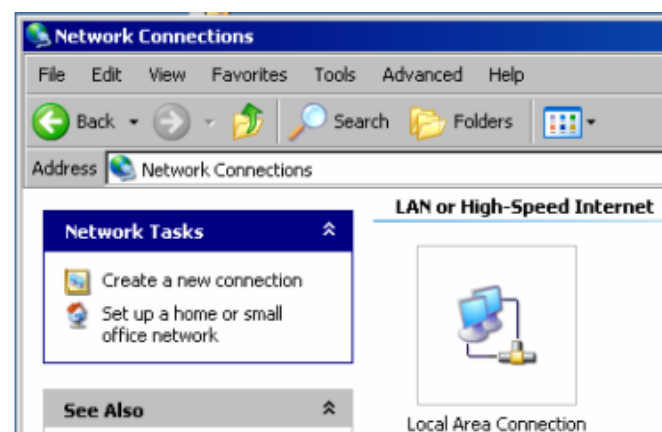 Network Connections
File Edit View Favorites Tools Advanced Help
Back Search Folders
Address Network Connections
LAN or High-Speed Internet
Network Tasks
Create a new connection
Set up a home or small
office network
See Also
Local Area Connection